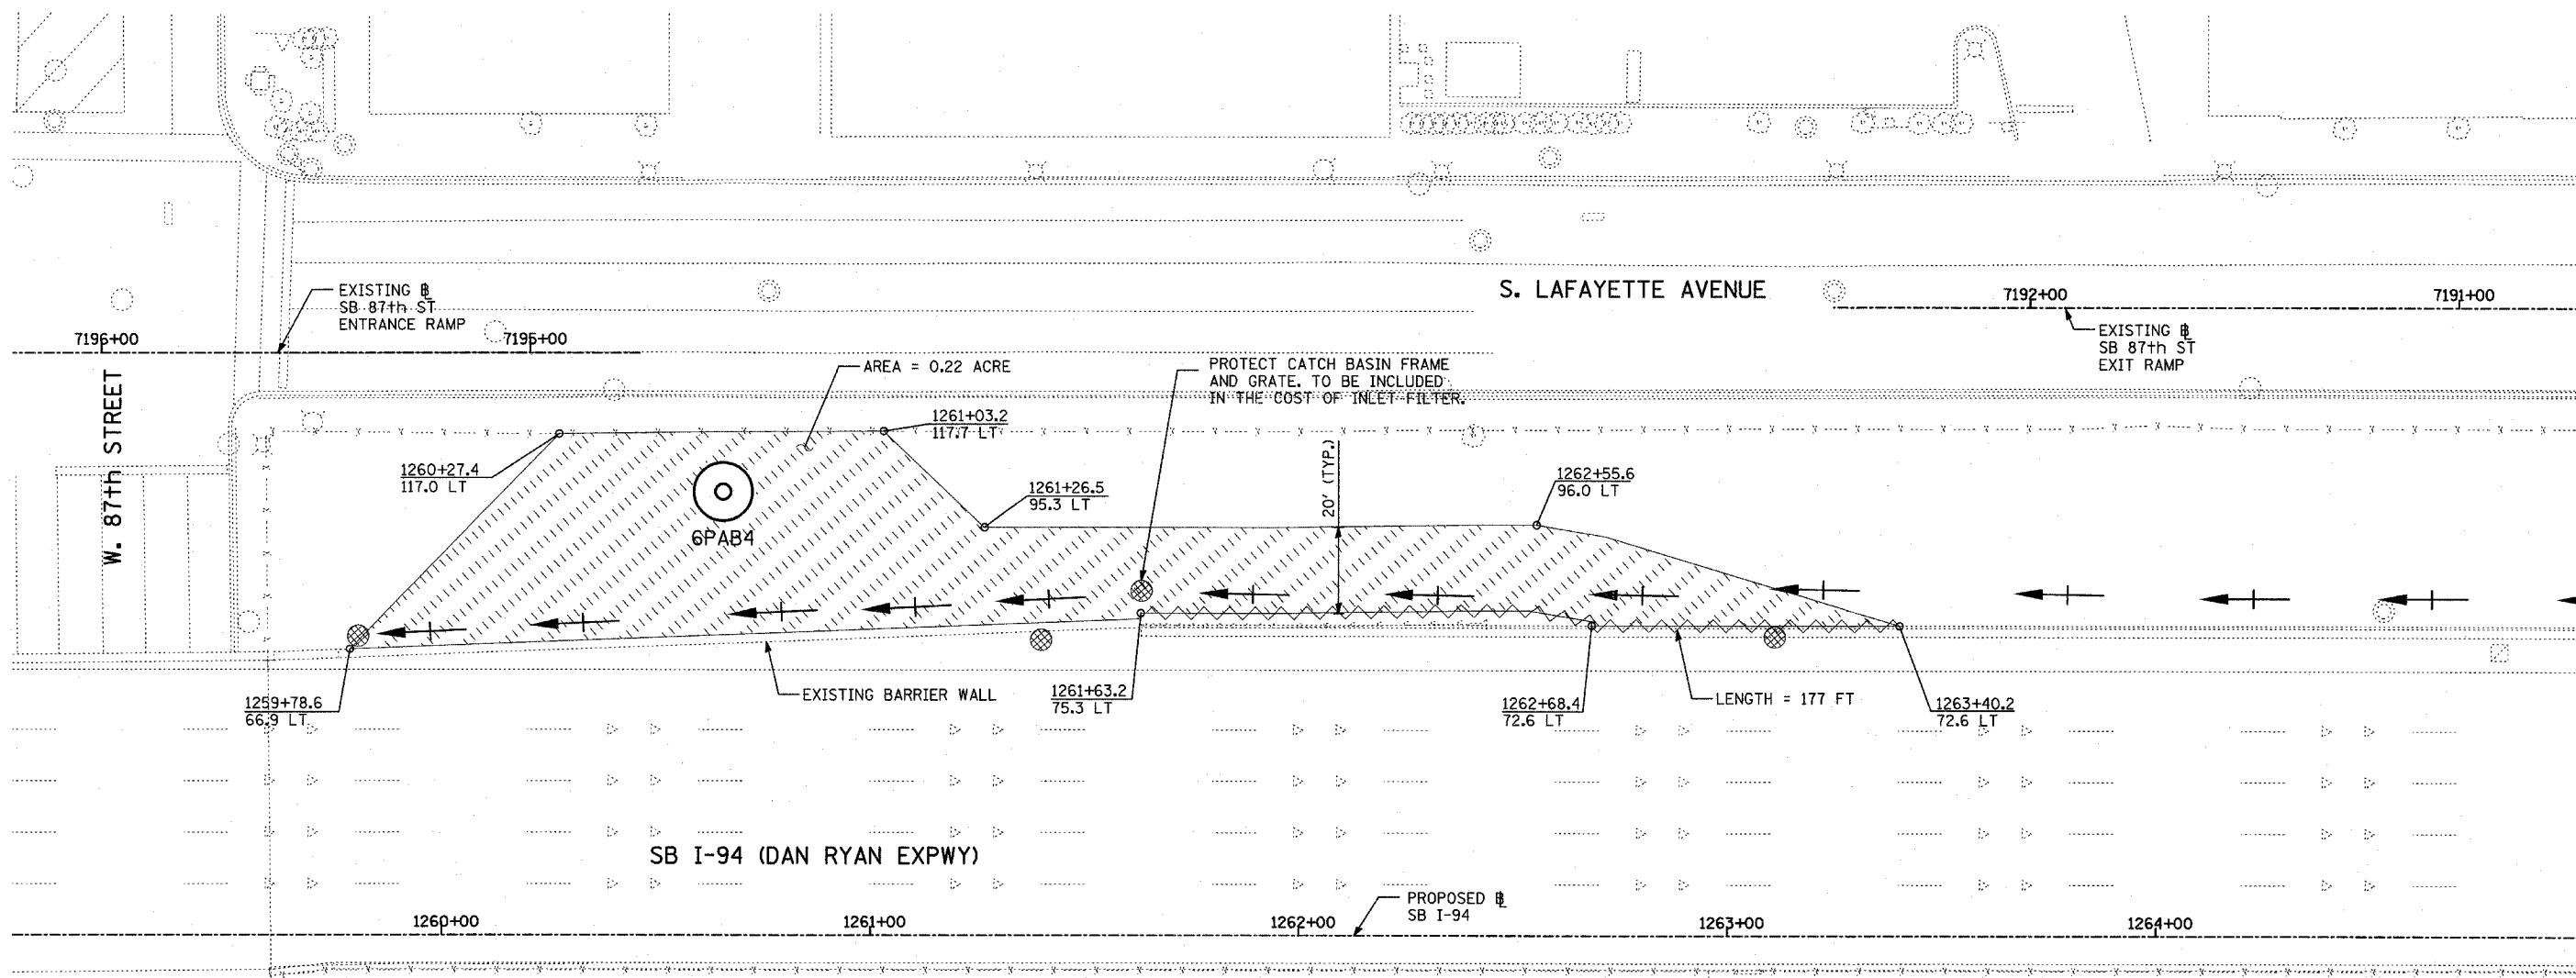 S. LAFAYETTE AVENUE
EXISTING ℄
SB 87th ST
ENTRANCE RAMP
7196+00
7195+00
7192+00
7191+00
EXISTING ℄
SB 87th ST
EXIT RAMP
W. 87th STREET
AREA = 0.22 ACRE
PROTECT CATCH BASIN FRAME
AND GRATE. TO BE INCLUDED
IN THE COST OF INLET FILTER.
1261+03.2
117.7 LT
1260+27.4
117.0 LT
6PAB4
1261+26.5
95.3 LT
20' (TYP.)
1262+55.6
96.0 LT
1259+78.6
66.9 LT
EXISTING BARRIER WALL
1261+63.2
75.3 LT
1262+68.4
72.6 LT
LENGTH = 177 FT
1263+40.2
72.6 LT
SB I-94 (DAN RYAN EXPWY)
PROPOSED ℄
SB I-94
1260+00
1261+00
1262+00
1263+00
1264+00